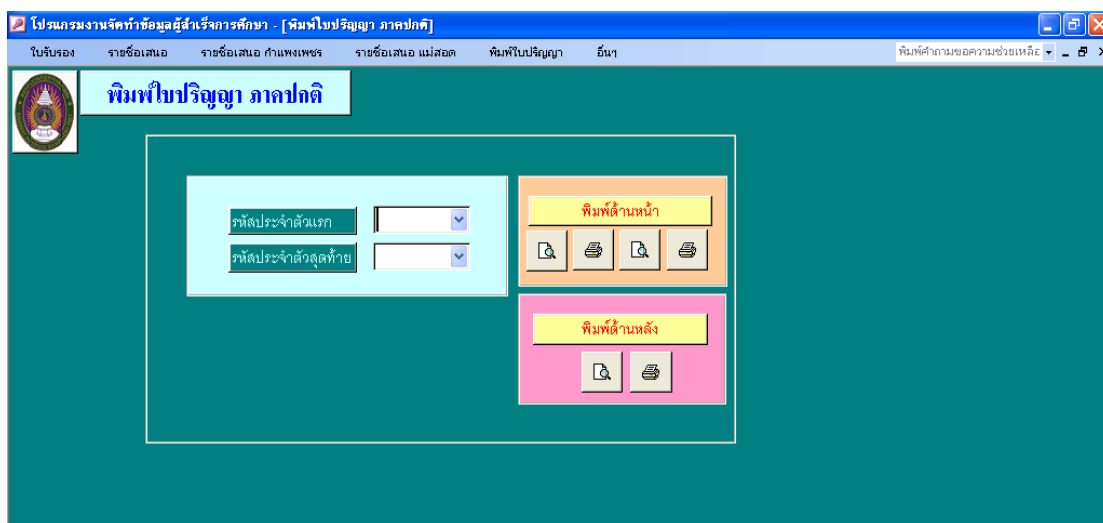 โปรแกรมงานจัดทำข้อมูลผู้สำเร็จการศึกษา - [พิมพ์ใบปริญญา ภาคปกติ]
ใบรับรอง รายชื่อเสนอ รายชื่อเสนอ กำแพงเพชร รายชื่อเสนอ แม่สอด พิมพ์ใบปริญญา อื่นๆ พิมพ์คำถามขอความช่วยเหลือ
พิมพ์ใบปริญญา ภาคปกติ
รหัสประจำตัวแรก
รหัสประจำตัวสุดท้าย
พิมพ์ด้านหน้า
พิมพ์ด้านหลัง